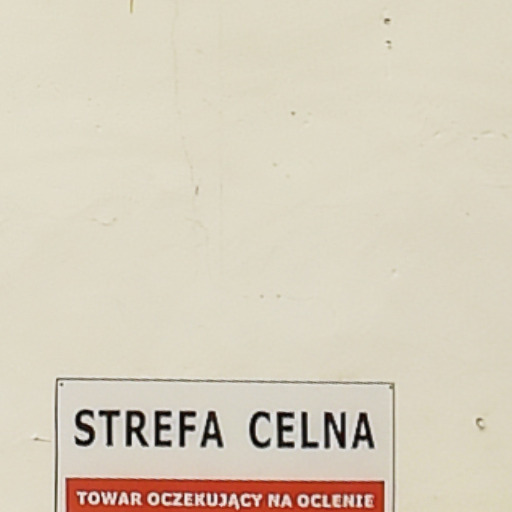 STREFA CELNA
TOWAR OCZEKUJĄCY NA OCLENIE